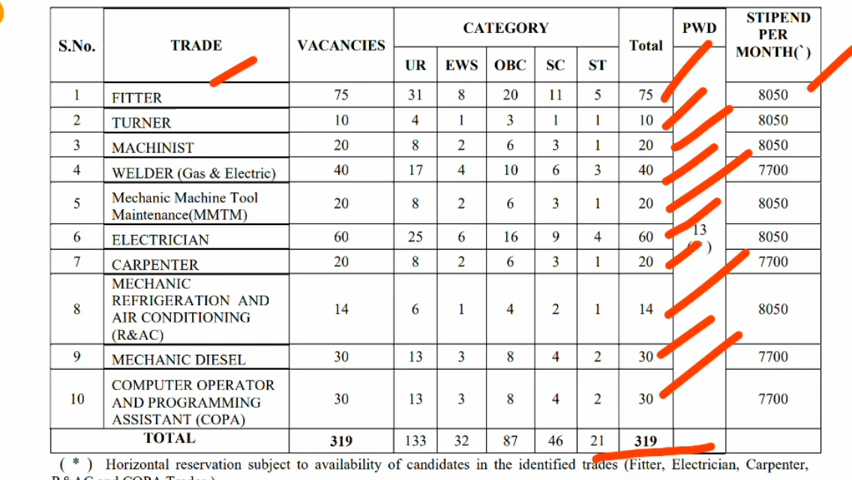 S.No. TRADE VACANCIES CATEGORY Total PWD STIPEND PER MONTH(`)
UR EWS OBC SC ST
1 FITTER 75 31 8 20 11 5 75 8050
2 TURNER 10 4 1 3 1 1 10 8050
3 MACHINIST 20 8 2 6 3 1 20 8050
4 WELDER (Gas & Electric) 40 17 4 10 6 3 40 7700
5 Mechanic Machine Tool Maintenance(MMTM) 20 8 2 6 3 1 20 8050
6 ELECTRICIAN 60 25 6 16 9 4 60 13 8050
7 CARPENTER 20 8 2 6 3 1 20 7700
8 MECHANIC REFRIGERATION AND AIR CONDITIONING (R&AC) 14 6 1 4 2 1 14 8050
9 MECHANIC DIESEL 30 13 3 8 4 2 30 7700
10 COMPUTER OPERATOR AND PROGRAMMING ASSISTANT (COPA) 30 13 3 8 4 2 30 7700
TOTAL 319 133 32 87 46 21 319
( * ) Horizontal reservation subject to availability of candidates in the identified trades (Fitter, Electrician, Carpenter,
R&AC and COPA Trades.)